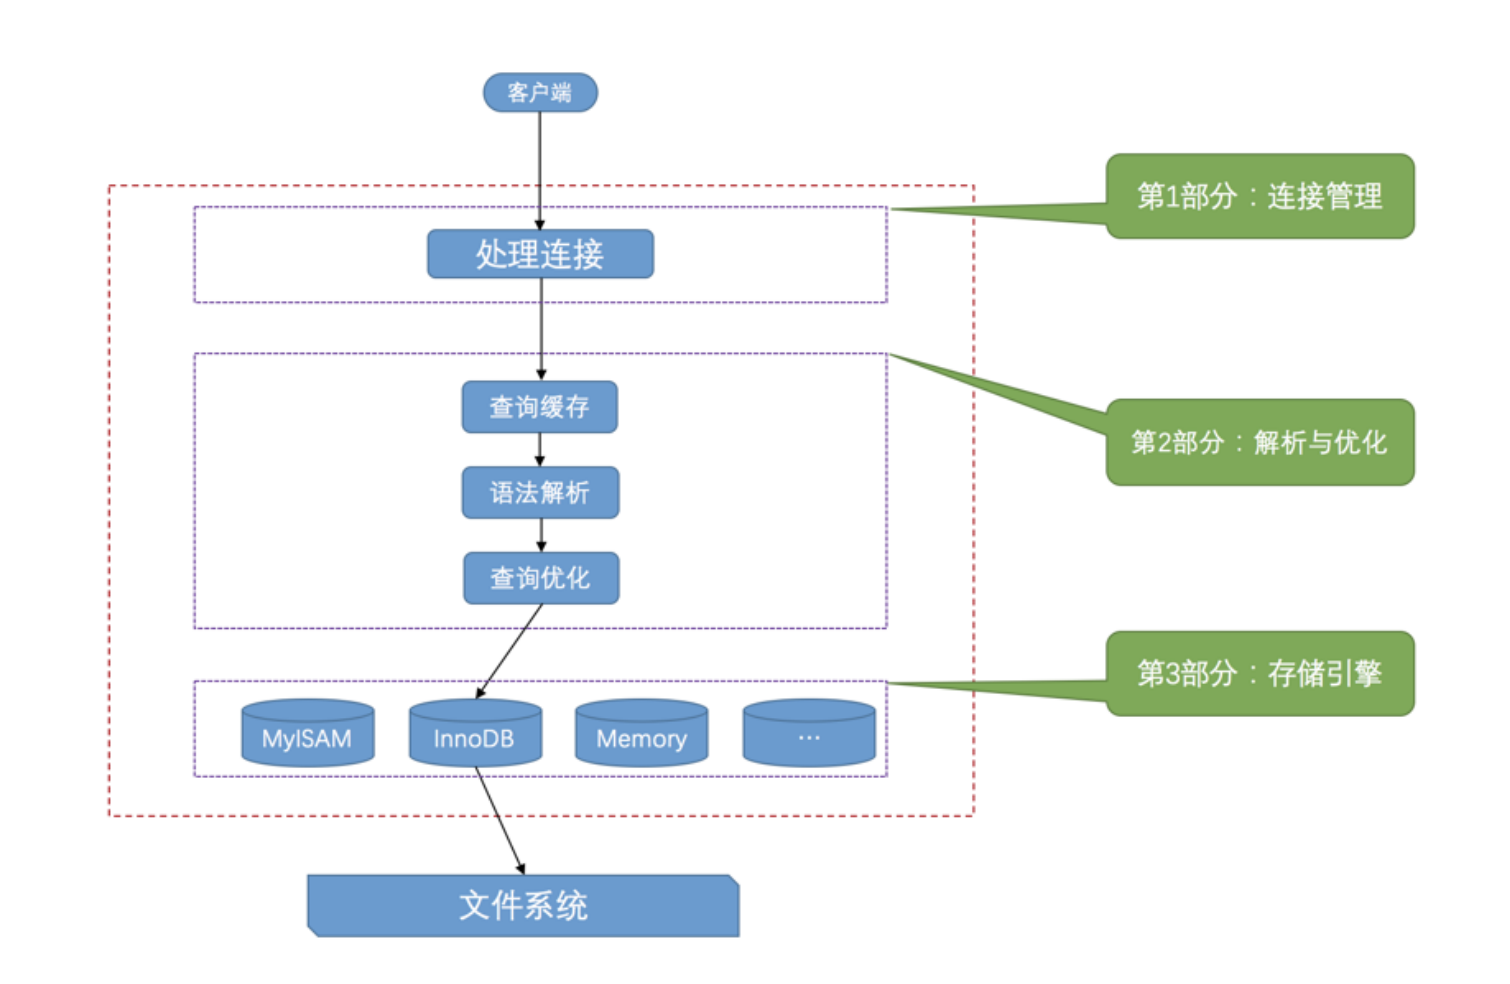 客户端
第1部分：连接管理
处理连接
查询缓存
第2部分：解析与优化
语法解析
查询优化
第3部分：存储引擎
MyISAM
InnoDB
Memory
...
文件系统